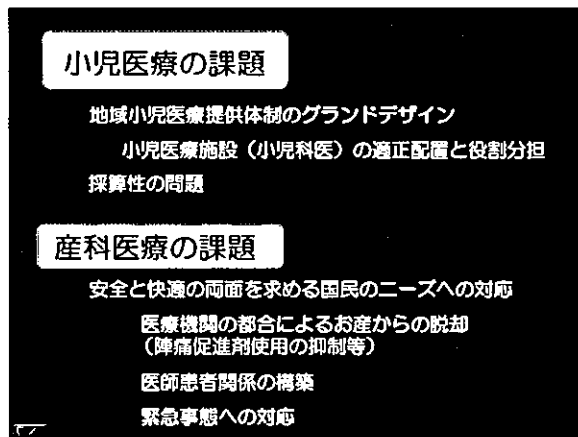 小児医療の課題
地域小児医療提供体制のグランドデザイン
小児医療施設（小児科医）の適正配置と役割分担
採算性の問題
産科医療の課題
安全と快適の両面を求める国民のニーズへの対応
医療機関の都合によるお産からの脱却
（陣痛促進剤使用の抑制等）
医師患者関係の構築
緊急事態への対応